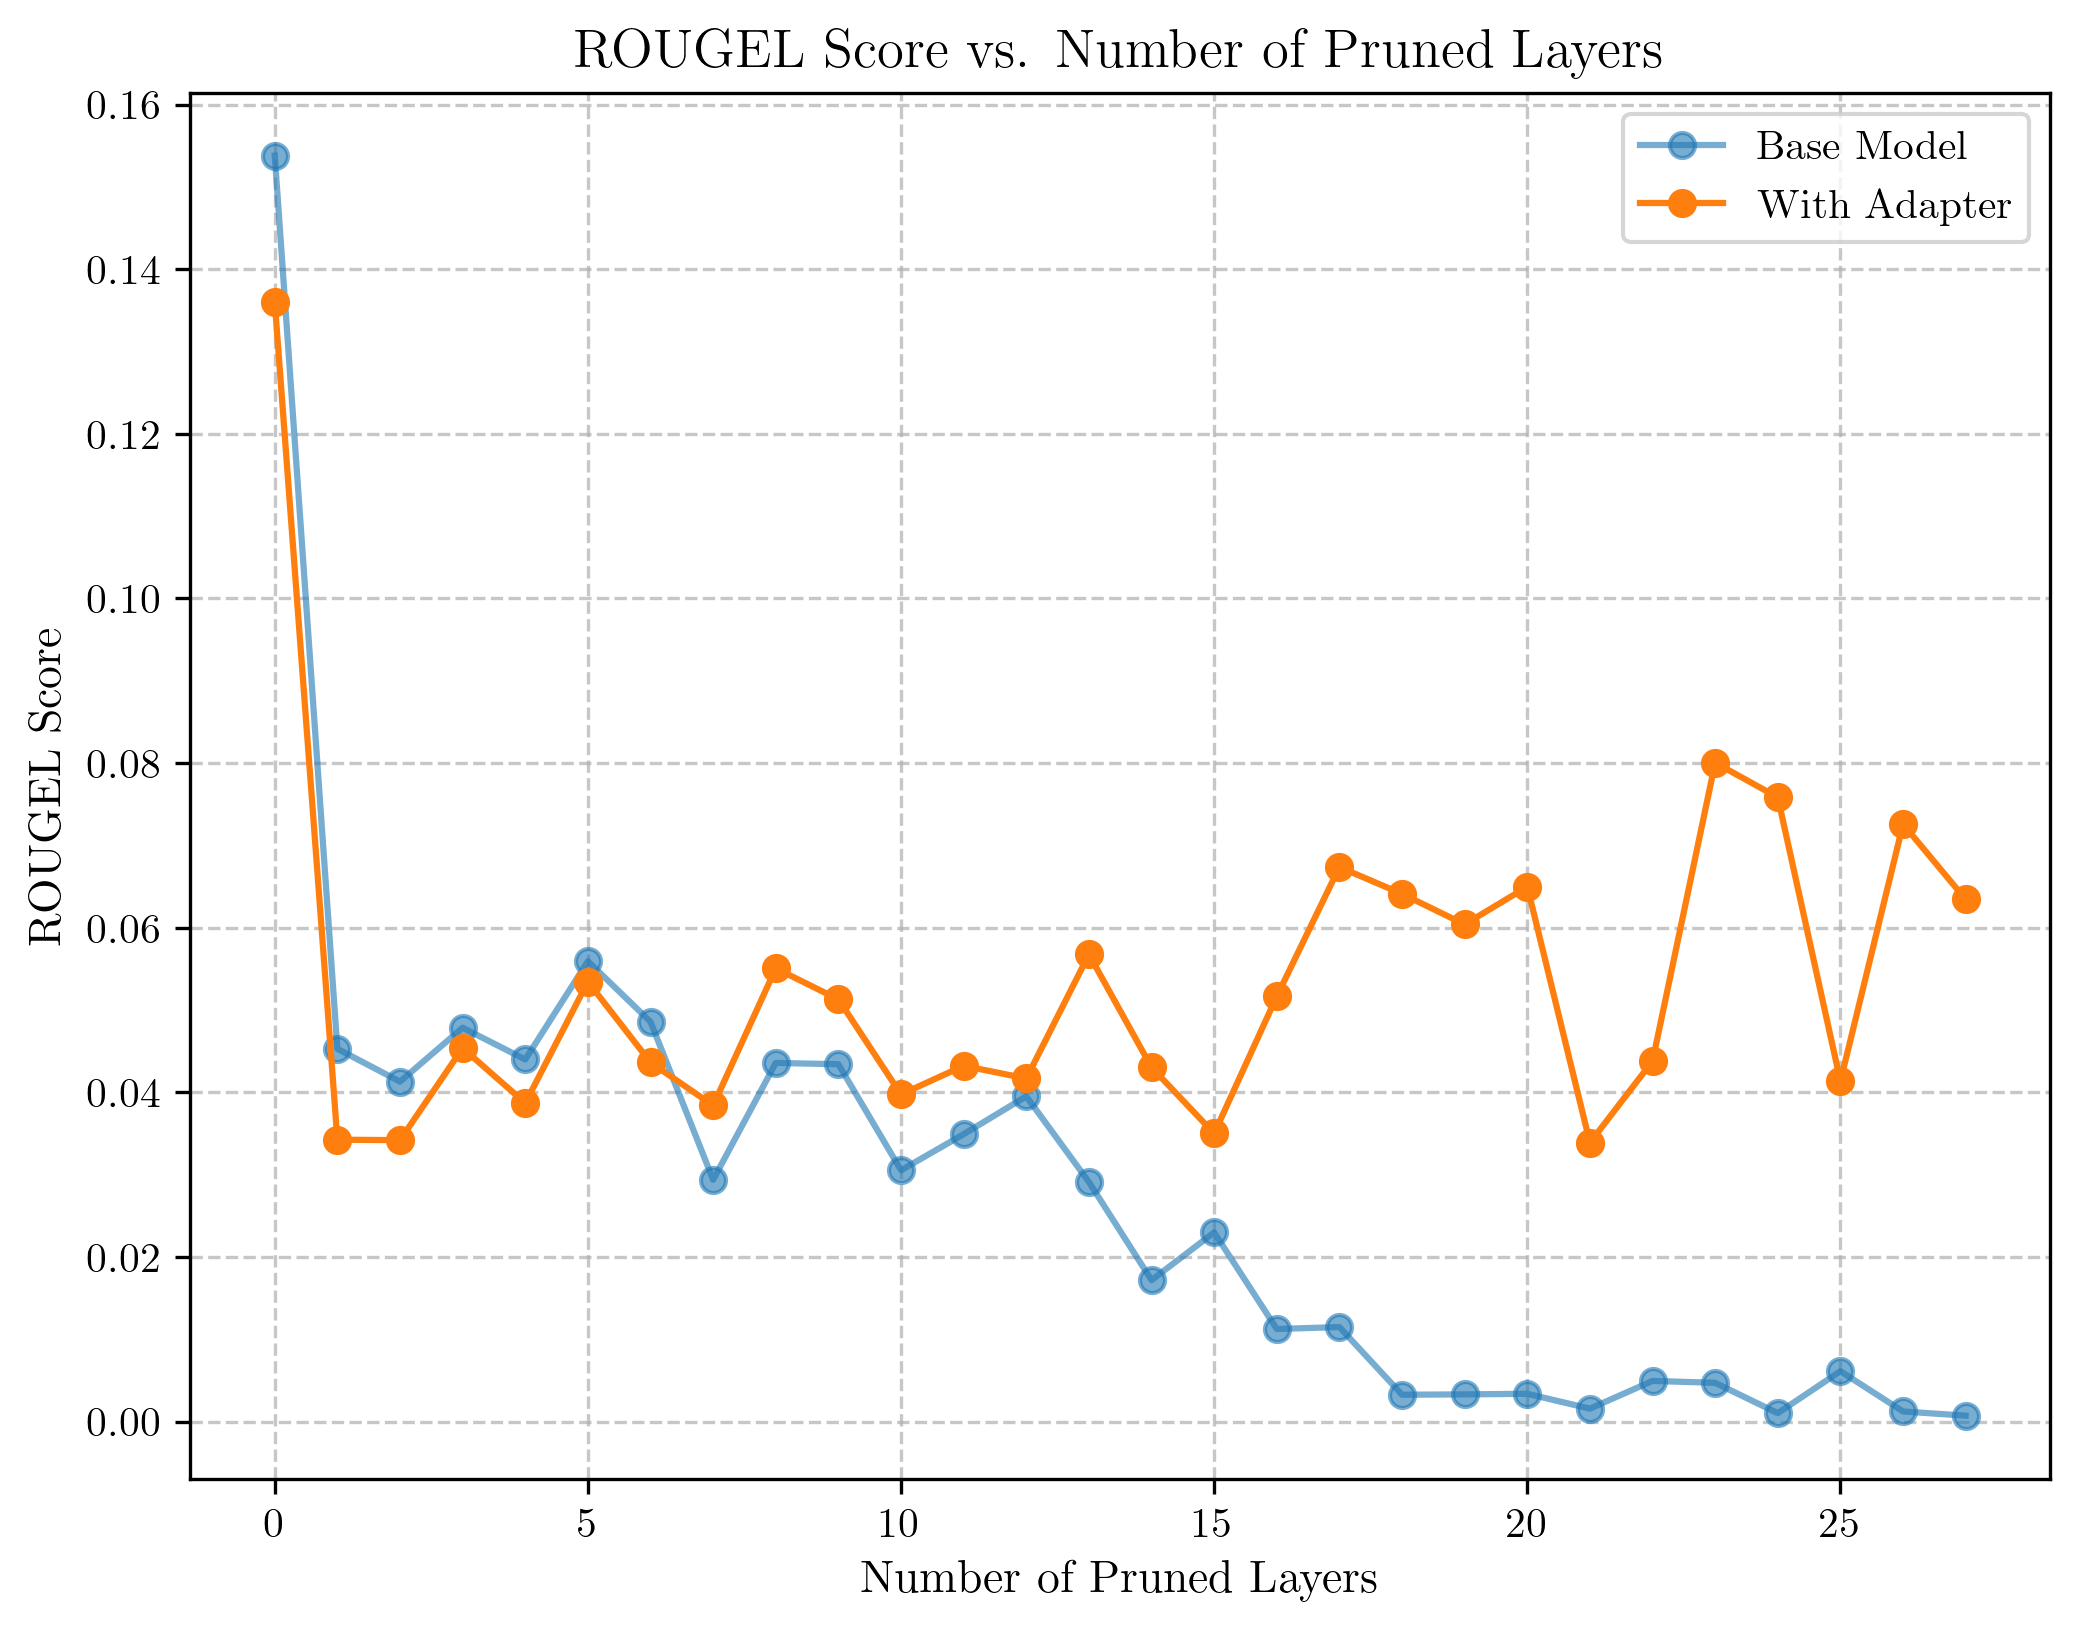 ROUGEL Score vs. Number of Pruned Layers
0.16
0.14
0.12
0.10
0.08
0.06
0.04
0.02
0.00
ROUGEL Score
Base Model
With Adapter
0 5 10 15 20 25
Number of Pruned Layers